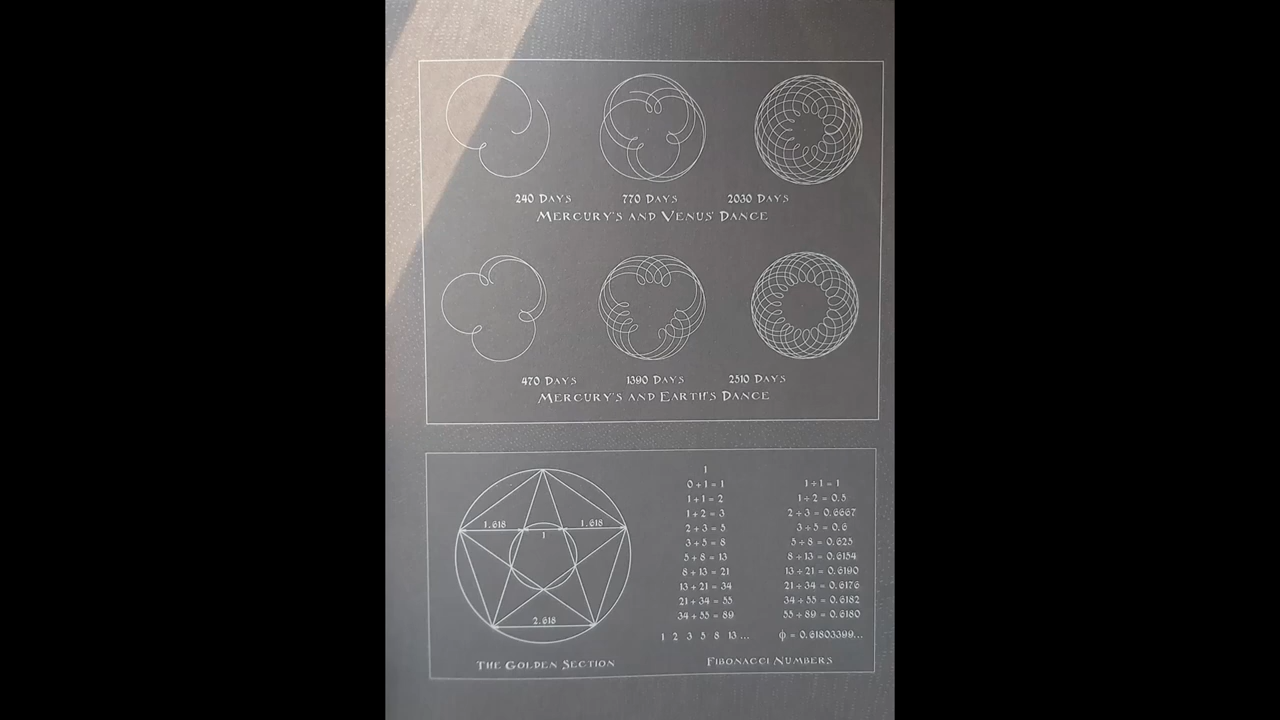 240 Days 770 Days 2030 Days
Mercury's and Venus' Dance
470 Days 1390 Days 2510 Days
Mercury's and Earth's Dance
1.618 1.618
1
2.618
The Golden Section
1
0 + 1 = 1
1 + 1 = 2
1 + 2 = 3
2 + 3 = 5
3 + 5 = 8
5 + 8 = 13
8 + 13 = 21
13 + 21 = 34
21 + 34 = 55
34 + 55 = 89
1 2 3 5 8 13 ...
1 ÷ 1 = 1
1 ÷ 2 = 0.5
2 ÷ 3 = 0.6667
3 ÷ 5 = 0.6
5 ÷ 8 = 0.625
8 ÷ 13 = 0.6154
13 ÷ 21 = 0.6190
21 ÷ 34 = 0.6176
34 ÷ 55 = 0.6182
55 ÷ 89 = 0.6180
ϕ = 0.61803399...
Fibonacci Numbers